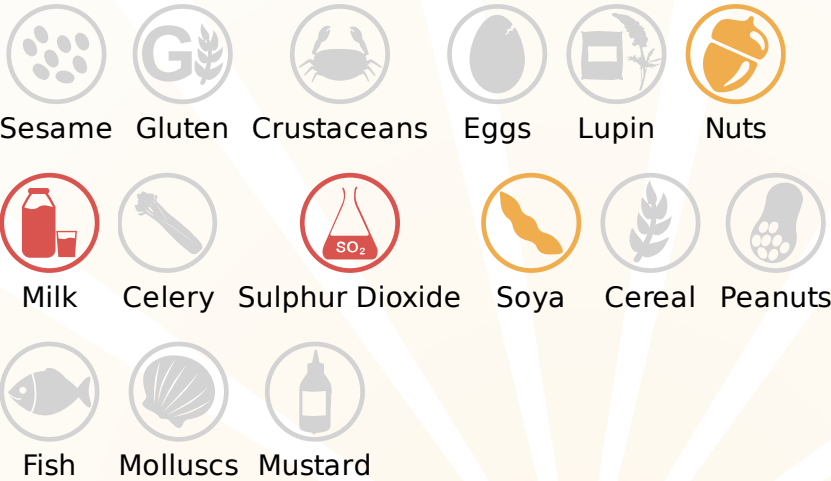 G
Sesame Gluten Crustaceans Eggs Lupin Nuts
SO₂
Milk Celery Sulphur Dioxide Soya Cereal Peanuts
Fish Molluscs Mustard